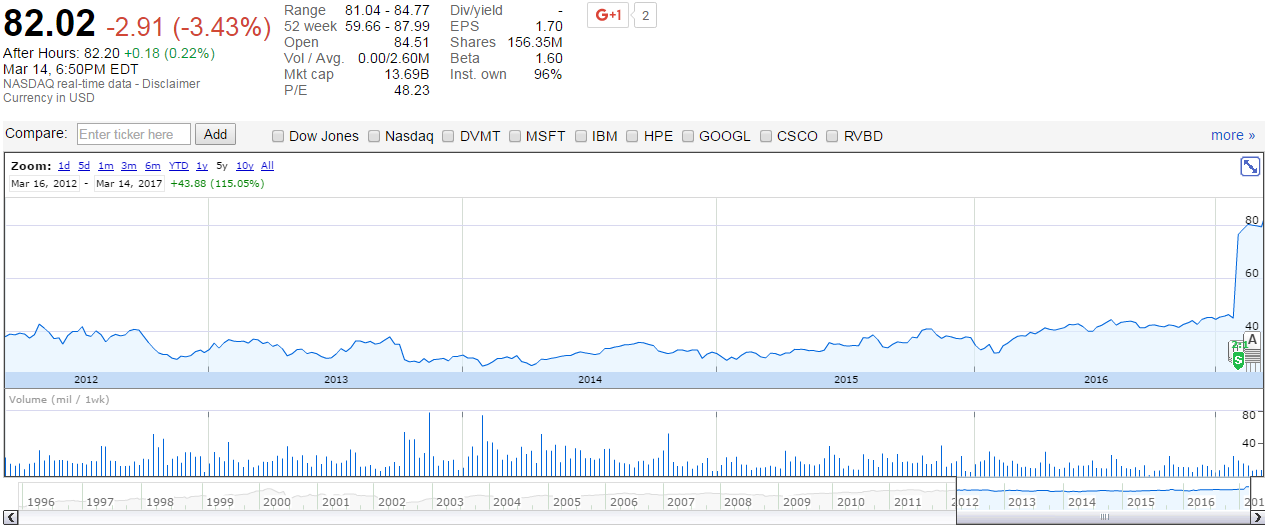 82.02 -2.91 (-3.43%)
After Hours: 82.20 +0.18 (0.22%)
Mar 14, 6:50PM EDT
NASDAQ real-time data - Disclaimer
Currency in USD
Range 81.04 - 84.77
52 week 59.66 - 87.99
Open 84.51
Vol / Avg. 0.00/2.60M
Mkt cap 13.69B
P/E 48.23
Div/yield -
EPS 1.70
Shares 156.35M
Beta 1.60
Inst. own 96%
G+1 2
Compare: Enter ticker here Add Dow Jones Nasdaq DVMT MSFT IBM HPE GOOGL CSCO RVBD more »
Zoom: 1d 5d 1m 3m 6m YTD 1y 5y 10y All
Mar 16, 2012 - Mar 14, 2017 +43.88 (115.05%)
80
60
40
A
S
2012 2013 2014 2015 2016
Volume (mil / 1wk)
80
40
1996 1997 1998 1999 2000 2001 2002 2003 2004 2005 2006 2007 2008 2009 2010 2011 2012 2013 2014 2015 2016 201